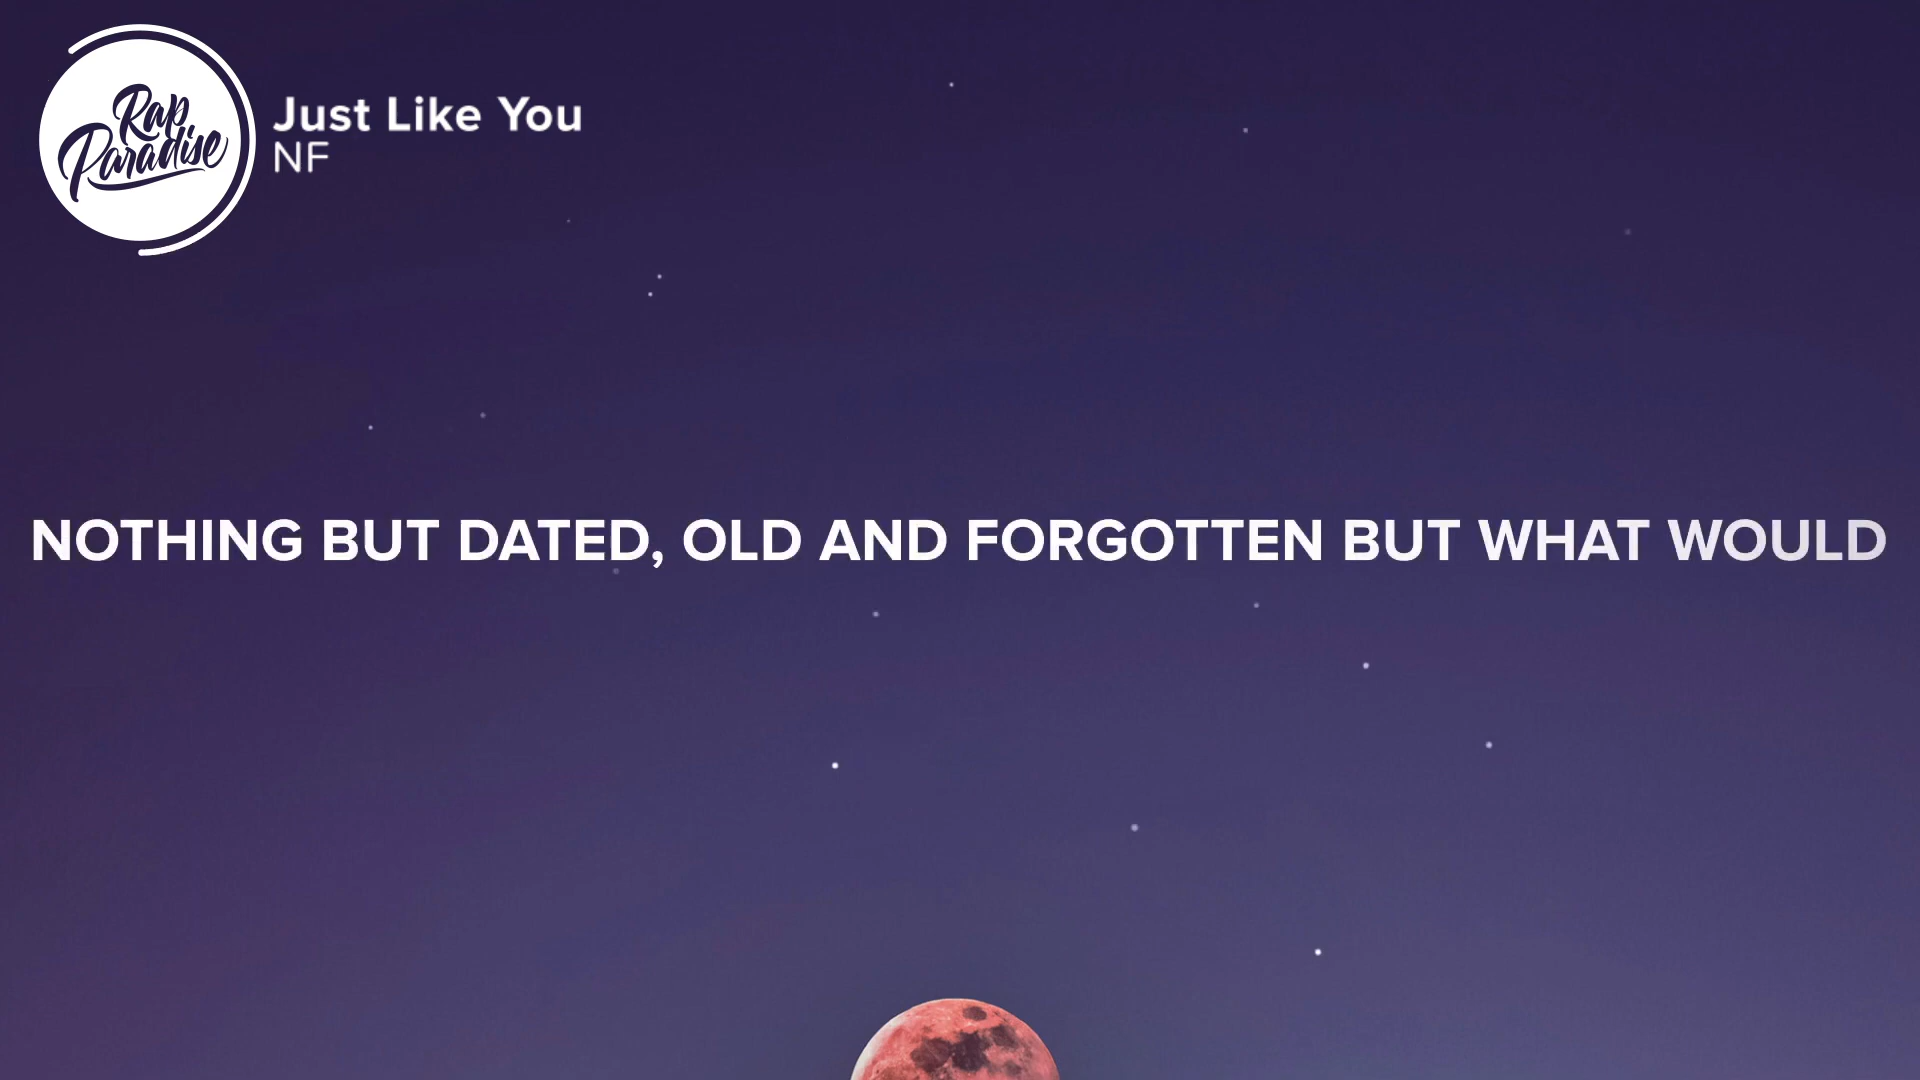 Rap
Paradise
Just Like You
NF
NOTHING BUT DATED, OLD AND FORGOTTEN BUT WHAT WOULD